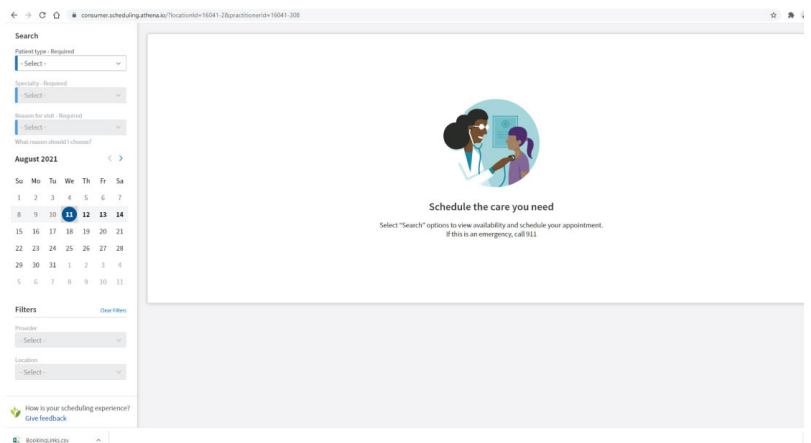 consumer.scheduling.athena.io/?locationId=16041-2&practitionerId=16041-308
Search
Patient type - Required
- Select -
Specialty - Required
- Select -
Reason for visit - Required
- Select -
What reason should I choose?
August 2021
Su Mo Tu We Th Fr Sa
1 2 3 4 5 6 7
8 9 10 11 12 13 14
15 16 17 18 19 20 21
22 23 24 25 26 27 28
29 30 31 1 2 3 4
5 6 7 8 9 10 11
Filters
Clear Filters
Provider
- Select -
Location
- Select -
How is your scheduling experience?
Give feedback
Schedule the care you need
Select "Search" options to view availability and schedule your appointment.
If this is an emergency, call 911
BookingLinks.csv